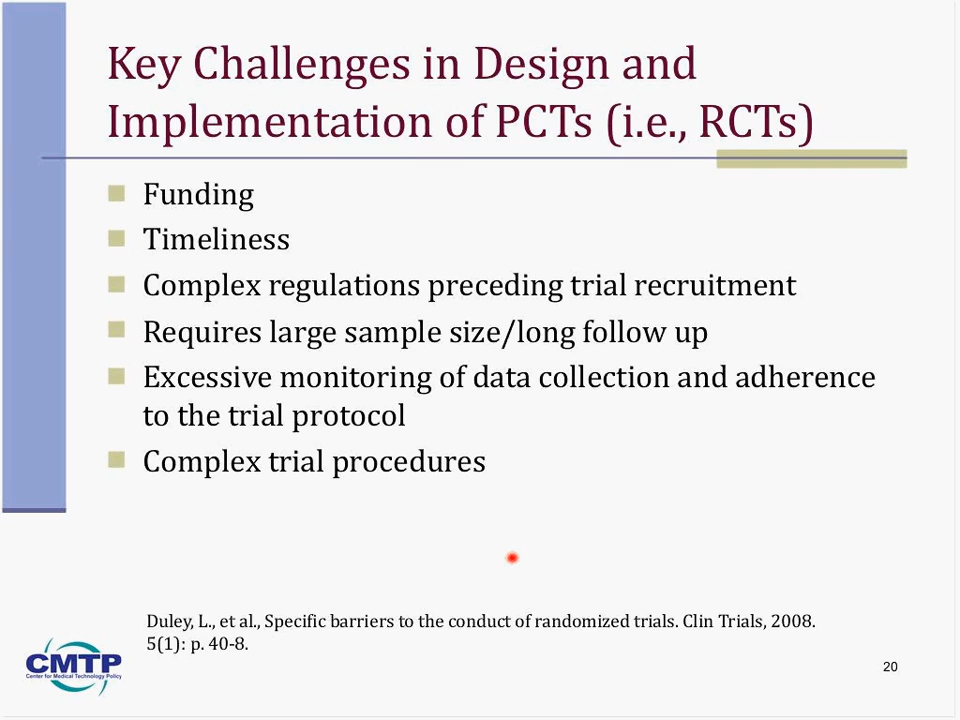 Key Challenges in Design and
Implementation of PCTs (i.e., RCTs)
Funding
Timeliness
Complex regulations preceding trial recruitment
Requires large sample size/long follow up
Excessive monitoring of data collection and adherence
to the trial protocol
Complex trial procedures
Duley, L., et al., Specific barriers to the conduct of randomized trials. Clin Trials, 2008.
5(1): p. 40-8.
CMTP
Center for Medical Technology Policy
20